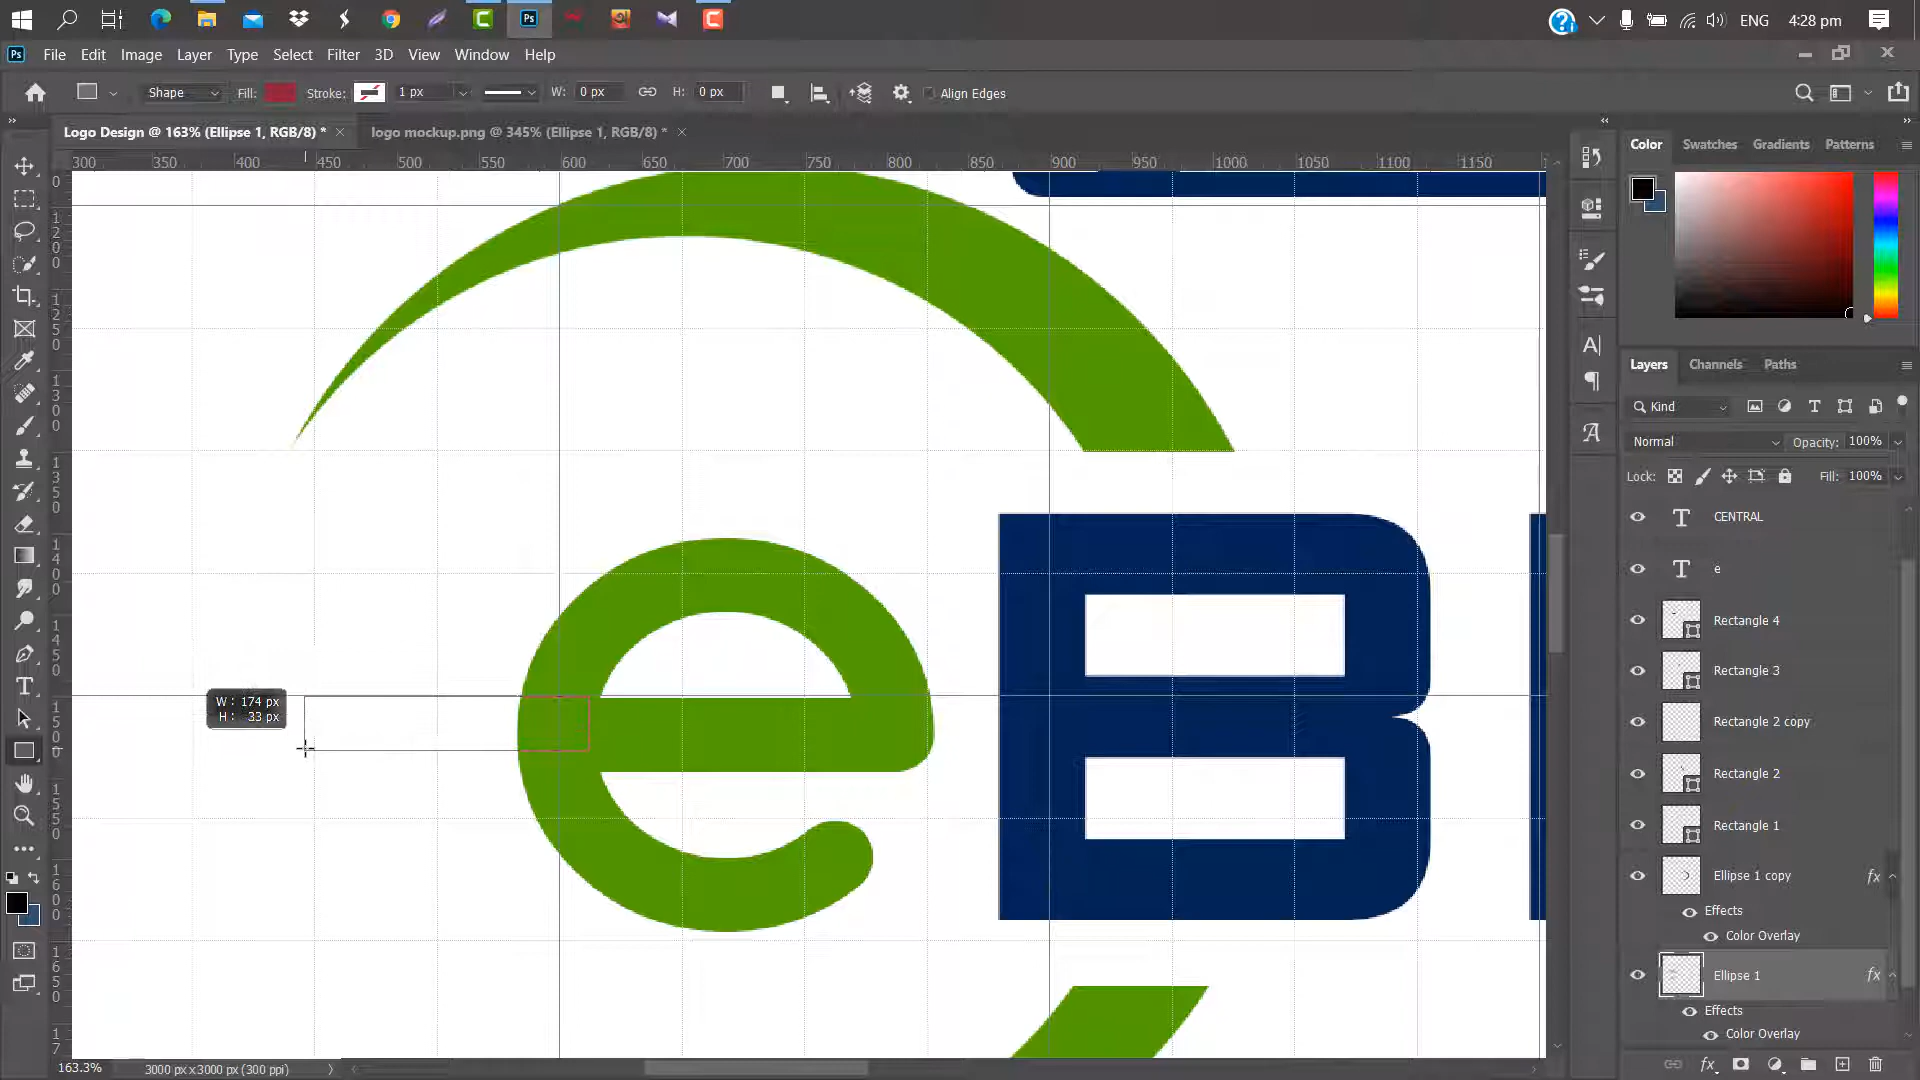 ENG
4:28 pm
File Edit Image Layer Type Select Filter 3D View Window Help
Shape Fill: Stroke: 1 px W: 0 px H: 0 px Align Edges
Logo Design @ 163% (Ellipse 1, RGB/8) * logo mockup.png @ 345% (Ellipse 1, RGB/8) *
300 350 400 450 500 550 600 650 700 750 800 850 900 950 1000 1050 1100 1150
Color Swatches Gradients Patterns
Layers Channels Paths
Kind
Normal Opacity: 100%
Lock: Fill: 100%
CENTRAL
e
Rectangle 4
Rectangle 3
Rectangle 2 copy
Rectangle 2
Rectangle 1
Ellipse 1 copy fx
Effects
Color Overlay
Ellipse 1 fx
Effects
Color Overlay
W: 174 px
H: 33 px
eB
163.3% 3000 px x 3000 px (300 ppi)